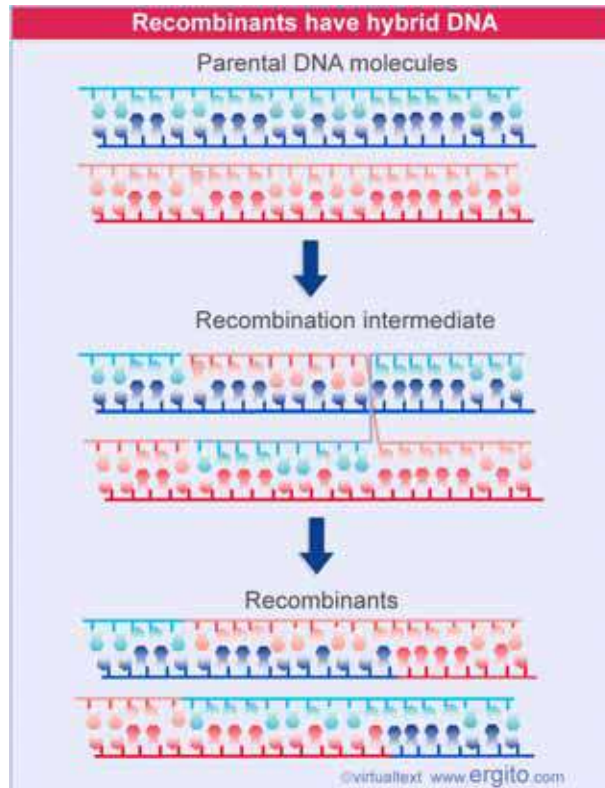 Recombinants have hybrid DNA
Parental DNA molecules
Recombination intermediate
Recombinants
©virtualtext www.ergito.com